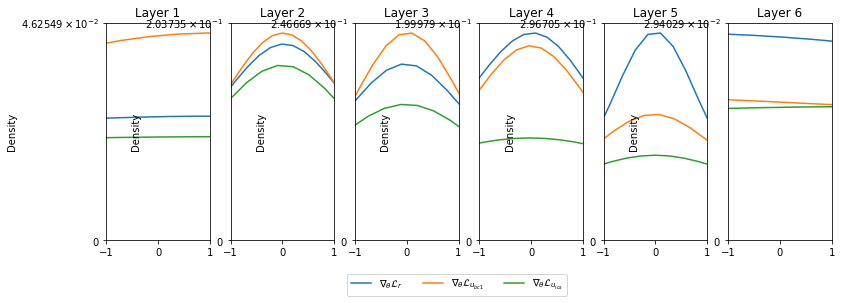 Layer 1
Layer 2
Layer 3
Layer 4
Layer 5
Layer 6
4.62549 × 10⁻²
2.03735 × 10⁻¹
2.46669 × 10⁻¹
1.99979 × 10⁻¹
2.96705 × 10⁻¹
2.94029 × 10⁻²
Density
Density
Density
Density
Density
Density
0
0
0
0
0
0
−1 0 1
−1 0 1
−1 0 1
−1 0 1
−1 0 1
−1 0 1
∇θℒr ∇θℒu_bc1 ∇θℒu_ics